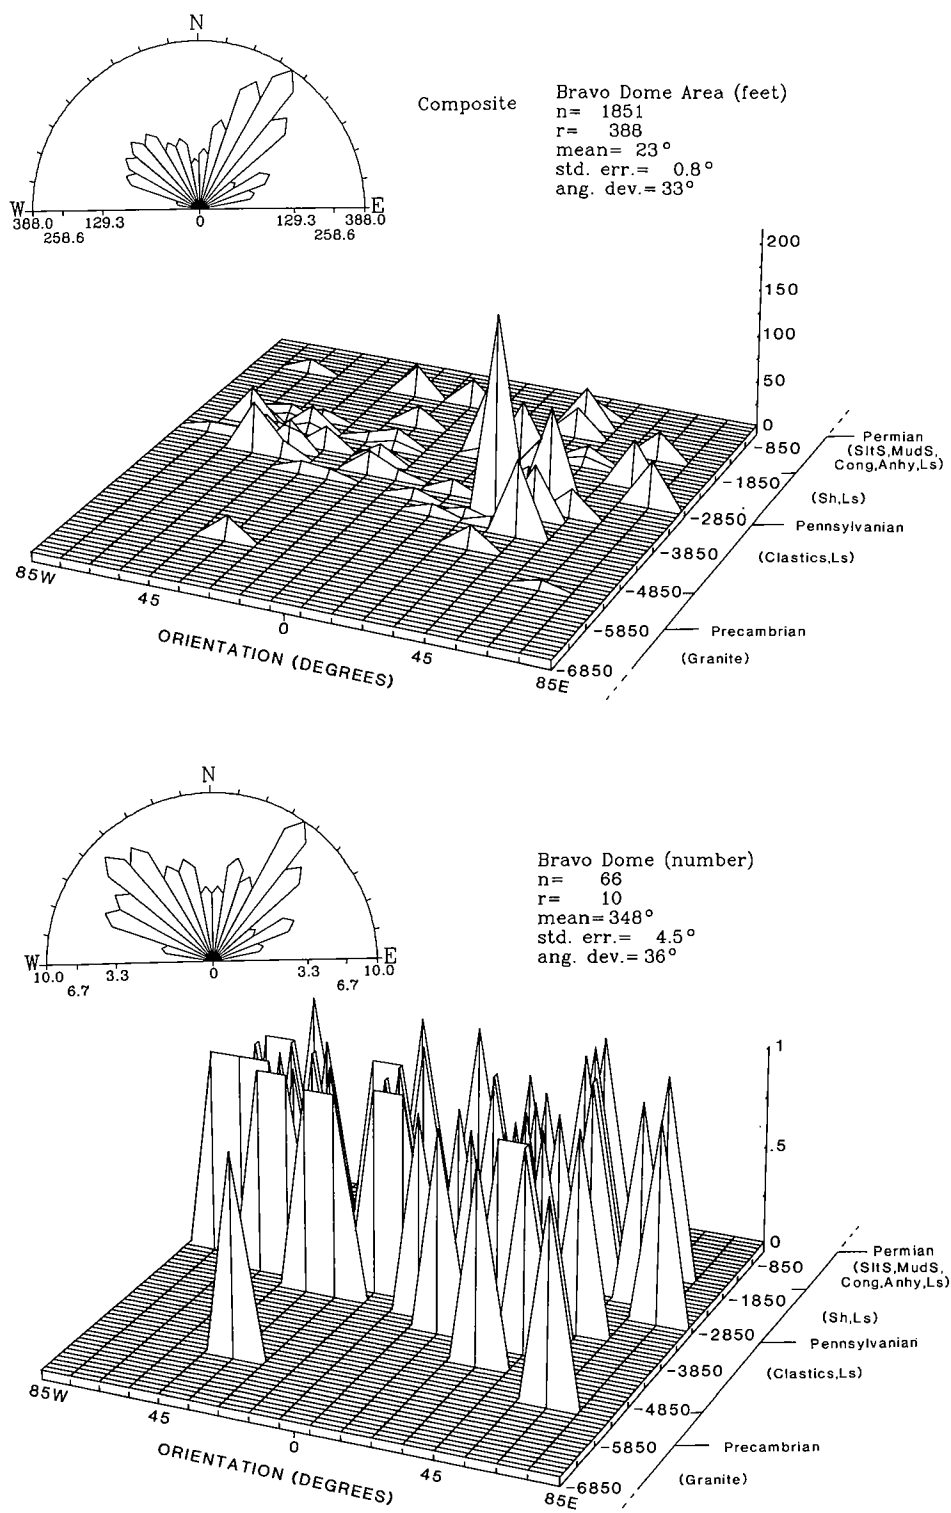 N
Composite
Bravo Dome Area (feet)
n= 1851
r= 388
mean= 23°
std. err.= 0.8°
ang. dev.= 33°
W
E
388.0 129.3 0 129.3 388.0
258.6 258.6
200
150
100
50
0
-850
-1850
-2850
-3850
-4850
-5850
-6850
Permian
(SltS,MudS,
Cong,Anhy,Ls)
(Sh,Ls)
Pennsylvanian
(Clastics,Ls)
Precambrian
(Granite)
85W
45
0
45
85E
ORIENTATION (DEGREES)
N
Bravo Dome (number)
n= 66
r= 10
mean=348°
std. err.= 4.5°
ang. dev.= 36°
W
E
10.0 3.3 0 3.3 10.0
6.7 6.7
1
.5
0
-850
-1850
-2850
-3850
-4850
-5850
-6850
Permian
(SltS,MudS,
Cong,Anhy,Ls)
(Sh,Ls)
Pennsylvanian
(Clastics,Ls)
Precambrian
(Granite)
85W
45
0
45
85E
ORIENTATION (DEGREES)